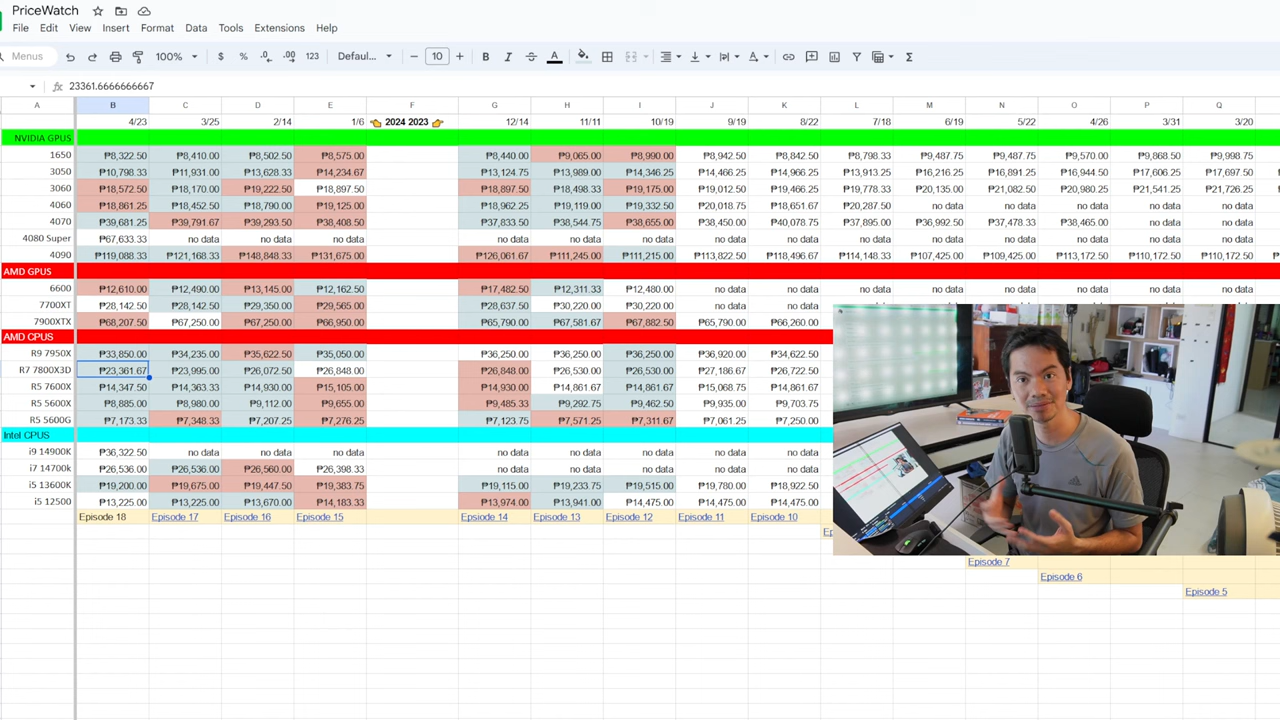 PriceWatch
File Edit View Insert Format Data Tools Extensions Help
Menus 100% $ % .0 .00 123 Defaul... 10 B I A Σ
fx 23361.6666666667
A B C D E F G H I J K L M N O P Q
4/23 3/25 2/14 1/6 👈 2024 2023 👉 12/14 11/11 10/19 9/19 8/22 7/18 6/19 5/22 4/26 3/31 3/20
NVIDIA GPUS
1650 ₱8,322.50 ₱8,410.00 ₱8,502.50 ₱8,575.00 ₱8,440.00 ₱9,065.00 ₱8,990.00 ₱8,942.50 ₱8,842.50 ₱8,798.33 ₱9,487.75 ₱9,487.75 ₱9,570.00 ₱9,868.50 ₱9,998.75
3050 ₱10,798.33 ₱11,931.00 ₱13,628.33 ₱14,234.67 ₱13,124.75 ₱13,989.00 ₱14,346.25 ₱14,466.25 ₱14,966.25 ₱13,913.25 ₱16,216.25 ₱16,891.25 ₱16,944.50 ₱17,606.25 ₱17,697.50
3060 ₱18,572.50 ₱18,170.00 ₱19,222.50 ₱18,897.50 ₱18,897.50 ₱18,498.33 ₱19,175.00 ₱19,012.50 ₱19,466.25 ₱19,778.33 ₱20,135.00 ₱21,082.50 ₱20,980.25 ₱21,541.25 ₱21,726.25
4060 ₱18,861.25 ₱18,452.50 ₱18,790.00 ₱19,125.00 ₱18,962.25 ₱19,119.00 ₱19,332.50 ₱20,018.75 ₱18,651.67 ₱20,287.50 no data no data no data no data no data
4070 ₱39,681.25 ₱39,791.67 ₱39,293.50 ₱38,408.50 ₱37,833.50 ₱38,544.75 ₱38,655.00 ₱38,450.00 ₱40,078.75 ₱37,895.00 ₱36,992.50 ₱37,478.33 ₱38,465.00 no data no data
4080 Super ₱67,633.33 no data no data no data no data no data no data no data no data no data no data no data no data no data no data
4090 ₱119,088.33 ₱121,168.33 ₱148,848.33 ₱131,675.00 ₱126,061.67 ₱111,245.00 ₱111,215.00 ₱113,822.50 ₱118,496.67 ₱114,148.33 ₱107,425.00 ₱109,425.00 ₱113,172.50 ₱110,172.50 ₱110,172.50
AMD GPUS
6600 ₱12,610.00 ₱12,490.00 ₱13,145.00 ₱12,162.50 ₱17,482.50 ₱12,311.33 ₱12,480.00 no data no data no data no data no data no data no data no data
7700XT ₱28,142.50 ₱28,142.50 ₱29,350.00 ₱29,565.00 ₱28,637.50 ₱30,220.00 ₱30,220.00 no data no data
7900XTX ₱68,207.50 ₱67,250.00 ₱67,250.00 ₱66,950.00 ₱65,790.00 ₱67,581.67 ₱67,882.50 ₱65,790.00 ₱66,260.00
AMD CPUS
R9 7950X ₱33,850.00 ₱34,235.00 ₱35,622.50 ₱35,050.00 ₱36,250.00 ₱36,250.00 ₱36,250.00 ₱36,920.00 ₱34,622.50
R7 7800X3D ₱23,361.67 ₱23,995.00 ₱26,072.50 ₱26,848.00 ₱26,848.00 ₱26,530.00 ₱26,530.00 ₱27,186.67 ₱26,722.50
R5 7600X ₱14,347.50 ₱14,363.33 ₱14,930.00 ₱15,105.00 ₱14,930.00 ₱14,861.67 ₱14,861.67 ₱15,068.75 ₱14,861.67
R5 5600X ₱8,885.00 ₱8,980.00 ₱9,112.00 ₱9,655.00 ₱9,485.33 ₱9,292.75 ₱9,462.50 ₱9,935.00 ₱9,703.75
R5 5600G ₱7,173.33 ₱7,348.33 ₱7,207.25 ₱7,276.25 ₱7,123.75 ₱7,571.25 ₱7,311.67 ₱7,061.25 ₱7,250.00
Intel CPUS
i9 14900K ₱36,322.50 no data no data no data no data no data no data no data no data
i7 14700k ₱26,536.00 ₱26,536.00 ₱26,560.00 ₱26,398.33 no data no data no data no data no data
i5 13600K ₱19,200.00 ₱19,675.00 ₱19,447.50 ₱19,383.75 ₱19,115.00 ₱19,233.75 ₱19,515.00 ₱19,780.00 ₱18,922.50
i5 12500 ₱13,225.00 ₱13,225.00 ₱13,670.00 ₱14,183.33 ₱13,974.00 ₱13,941.00 ₱14,475.00 ₱14,475.00 ₱14,475.00
Episode 18 Episode 17 Episode 16 Episode 15 Episode 14 Episode 13 Episode 12 Episode 11 Episode 10
Episode 7
Episode 6
Episode 5